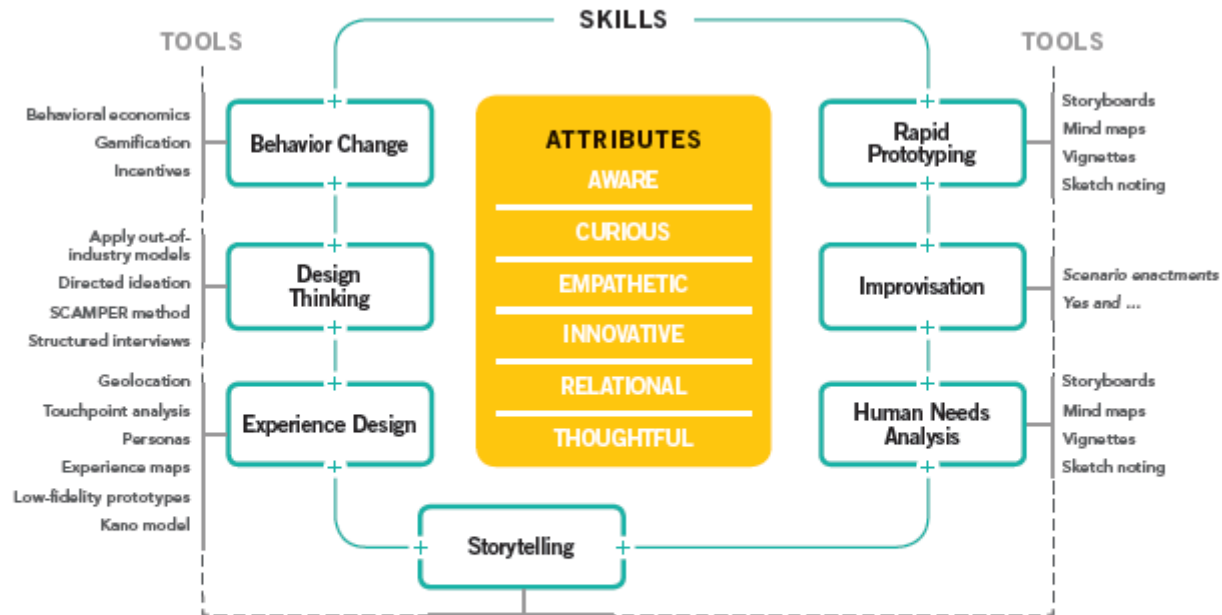 SKILLS
TOOLS
TOOLS
Behavioral economics
Gamification
Incentives
Behavior Change
Apply out-of-
industry models
Directed ideation
SCAMPER method
Structured interviews
Design
Thinking
Geolocation
Touchpoint analysis
Personas
Experience maps
Low-fidelity prototypes
Kano model
Experience Design
ATTRIBUTES
AWARE
CURIOUS
EMPATHETIC
INNOVATIVE
RELATIONAL
THOUGHTFUL
Rapid
Prototyping
Storyboards
Mind maps
Vignettes
Sketch noting
Improvisation
Scenario enactments
Yes and ...
Human Needs
Analysis
Storyboards
Mind maps
Vignettes
Sketch noting
Storytelling